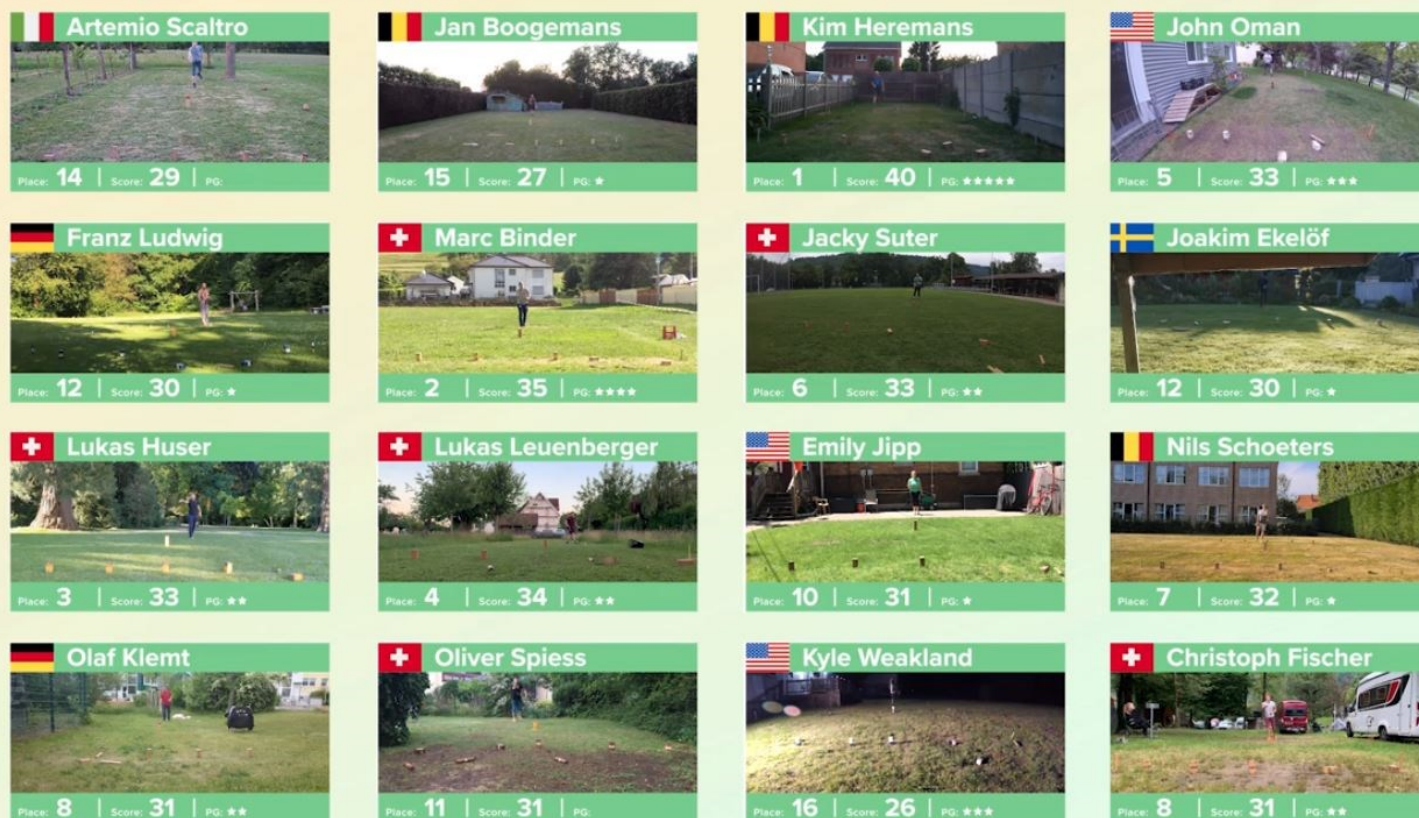 Artemio Scaltro
Place: 14 | Score: 29 | PG:
Jan Boogemans
Place: 15 | Score: 27 | PG: ★
Kim Heremans
Place: 1 | Score: 40 | PG: ★★★★★
John Oman
Place: 5 | Score: 33 | PG: ★★★
Franz Ludwig
Place: 12 | Score: 30 | PG: ★
Marc Binder
Place: 2 | Score: 35 | PG: ★★★★
Jacky Suter
Place: 6 | Score: 33 | PG: ★★
Joakim Ekelöf
Place: 12 | Score: 30 | PG: ★
Lukas Huser
Place: 3 | Score: 33 | PG: ★★
Lukas Leuenberger
Place: 4 | Score: 34 | PG: ★★
Emily Jipp
Place: 10 | Score: 31 | PG: ★
Nils Schoeters
Place: 7 | Score: 32 | PG: ★
Olaf Klemt
Place: 8 | Score: 31 | PG: ★★
Oliver Spiess
Place: 11 | Score: 31 | PG:
Kyle Weakland
Place: 16 | Score: 26 | PG: ★★★
Christoph Fischer
Place: 8 | Score: 31 | PG: ★★